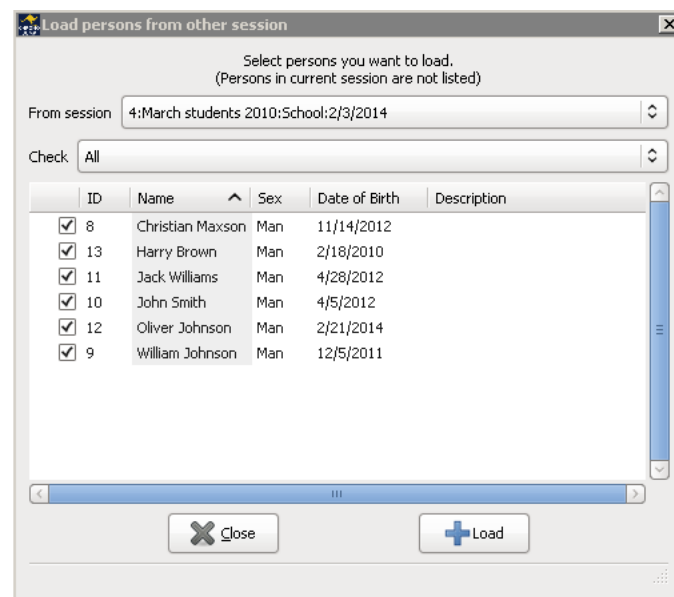 Load persons from other session
Select persons you want to load.
(Persons in current session are not listed)
From session 4:March students 2010:School:2/3/2014
Check All
ID Name Sex Date of Birth Description
8 Christian Maxson Man 11/14/2012
13 Harry Brown Man 2/18/2010
11 Jack Williams Man 4/28/2012
10 John Smith Man 4/5/2012
12 Oliver Johnson Man 2/21/2014
9 William Johnson Man 12/5/2011
Close Load